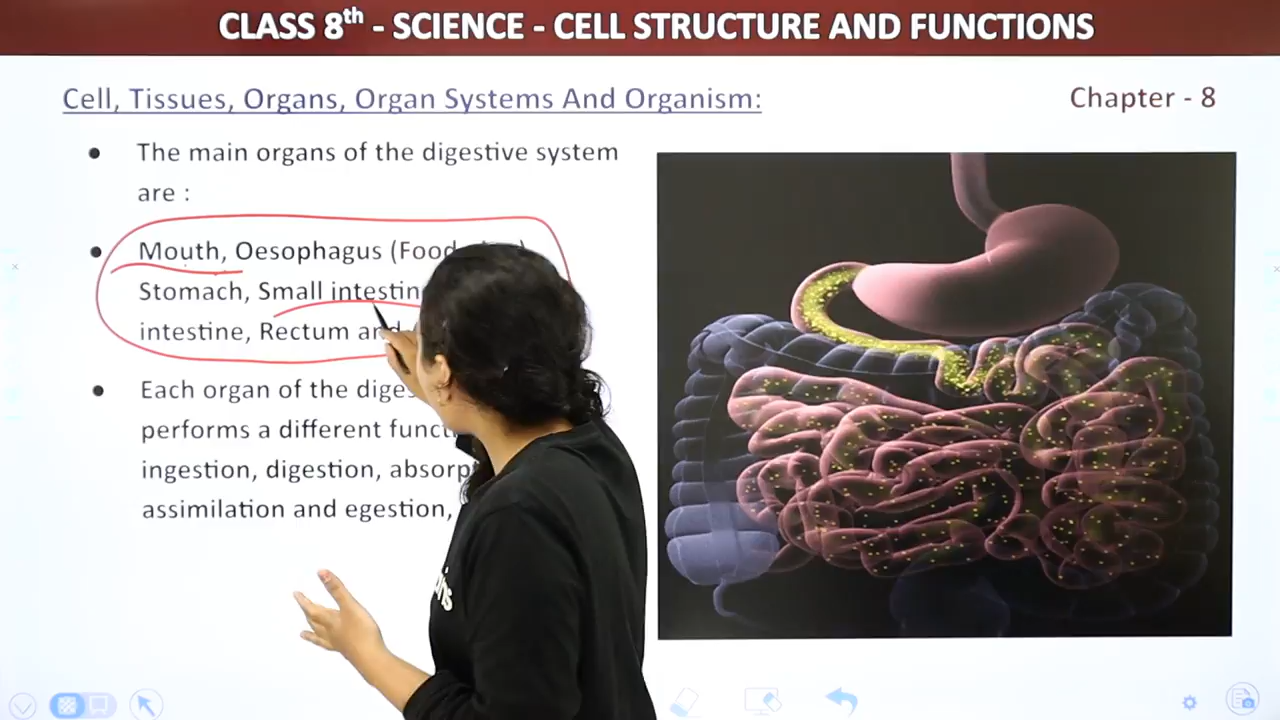 CLASS 8th - SCIENCE - CELL STRUCTURE AND FUNCTIONS
Cell, Tissues, Organs, Organ Systems And Organism:
Chapter - 8
The main organs of the digestive system
are :
Mouth, Oesophagus (Food
Stomach, Small
intestine, Rectum and
Each organ of the
performs a different
ingestion, digestion,
assimilation and egestion,